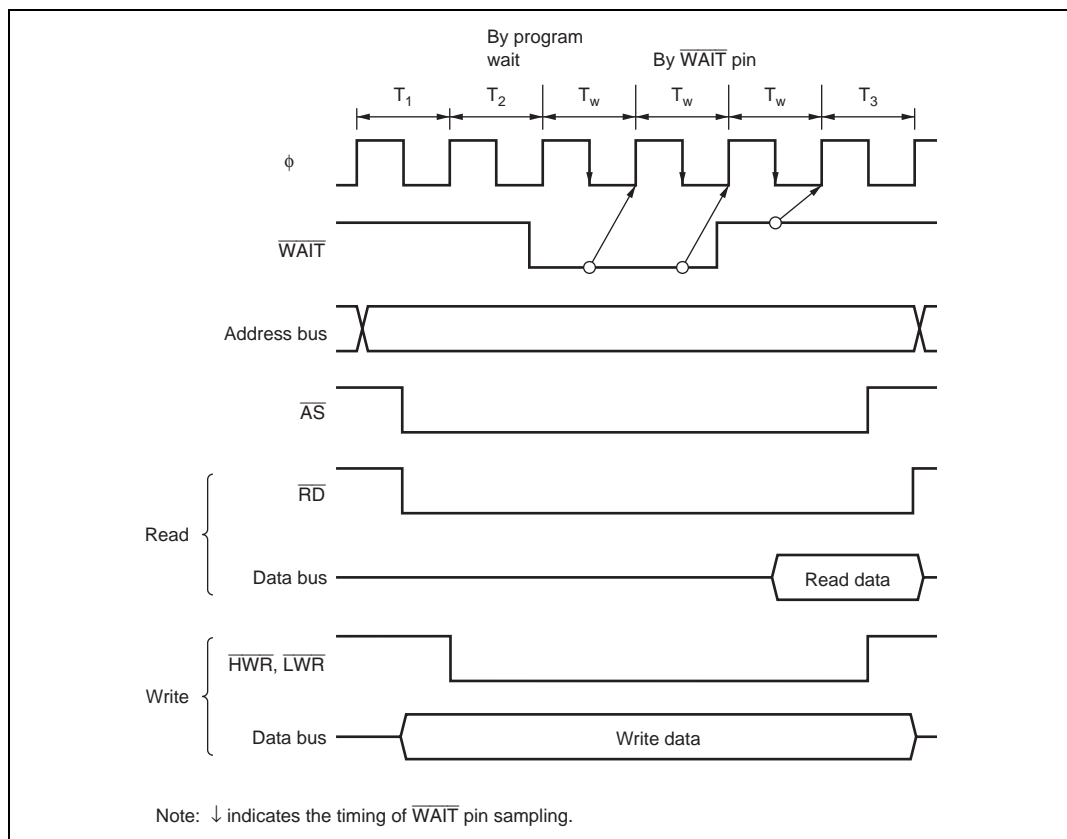 By program
wait
By WAIT pin
T1 T2 Tw Tw Tw T3
ϕ
WAIT
Address bus
AS
Read
RD
Data bus
Read data
Write
HWR, LWR
Data bus
Write data
Note: ↓ indicates the timing of WAIT pin sampling.